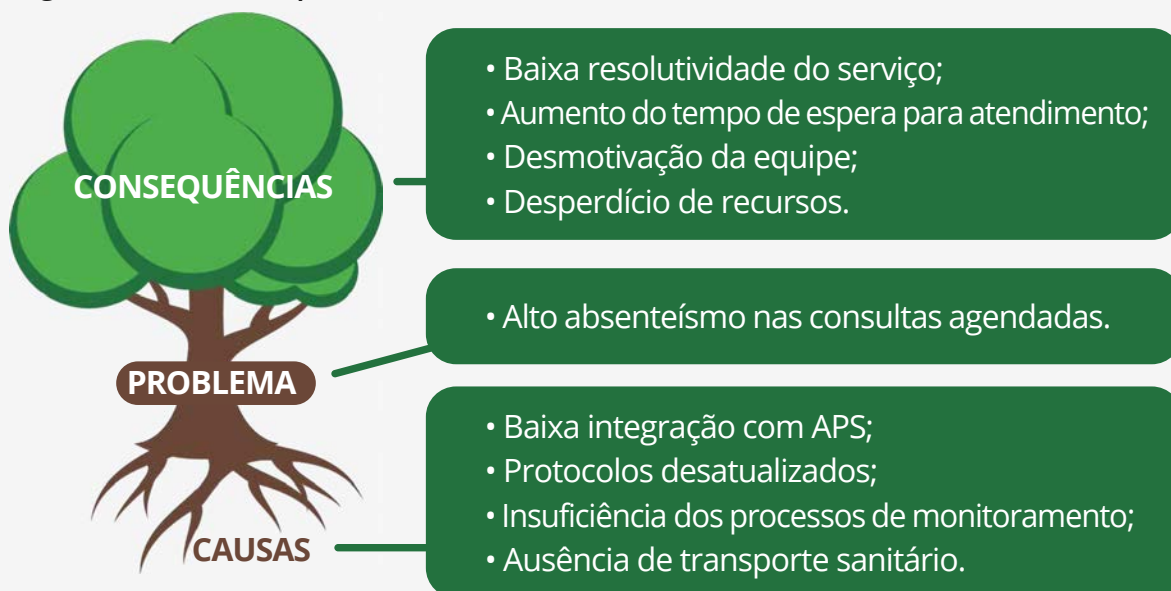 CONSEQUÊNCIAS
• Baixa resolutividade do serviço;
• Aumento do tempo de espera para atendimento;
• Desmotivação da equipe;
• Desperdício de recursos.
PROBLEMA
• Alto absenteísmo nas consultas agendadas.
CAUSAS
• Baixa integração com APS;
• Protocolos desatualizados;
• Insuficiência dos processos de monitoramento;
• Ausência de transporte sanitário.